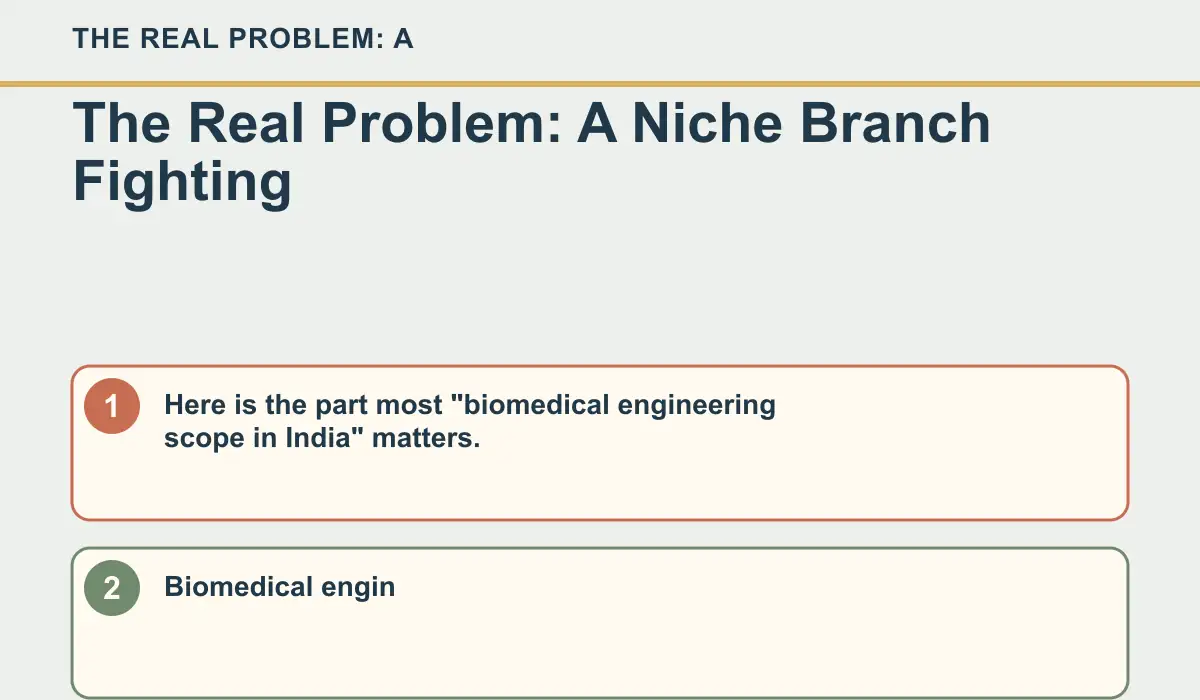 THE REAL PROBLEM: A
The Real Problem: A Niche Branch
Fighting
1
Here is the part most "biomedical engineering
scope in India" matters.
2
Biomedical engin